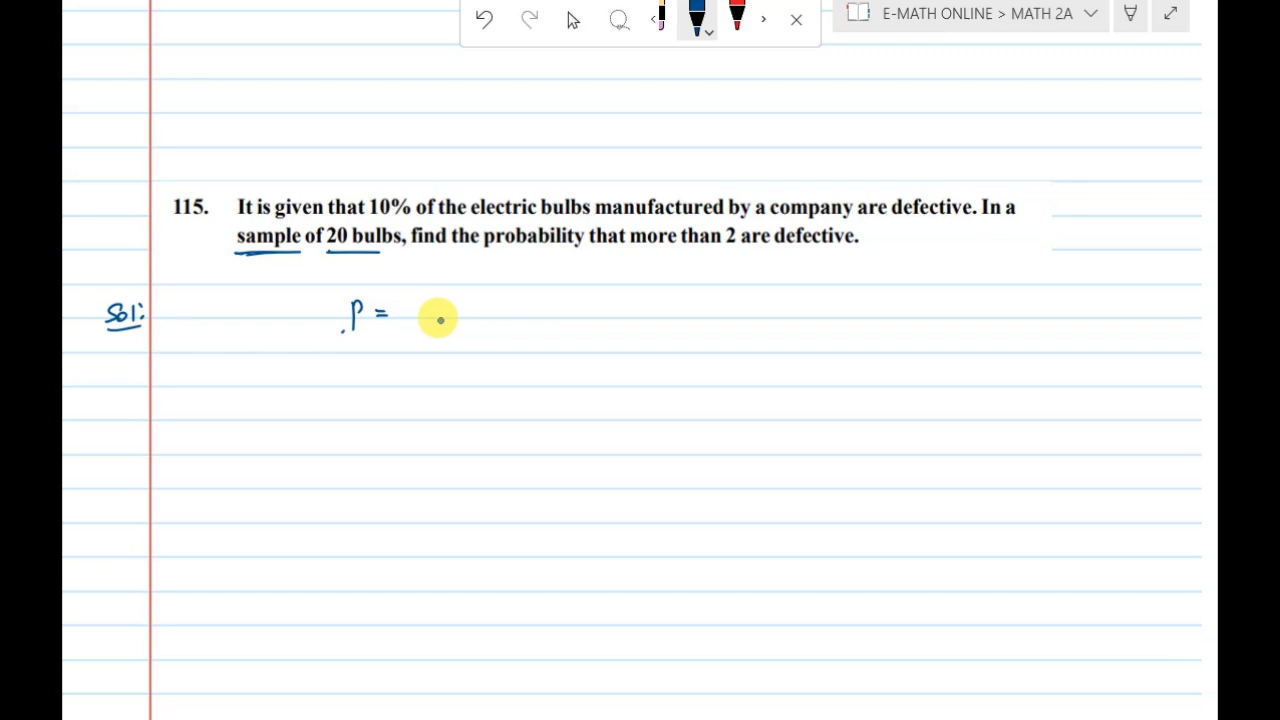 E-MATH ONLINE > MATH 2A
115. It is given that 10% of the electric bulbs manufactured by a company are defective. In a
sample of 20 bulbs, find the probability that more than 2 are defective.
Sol: P =